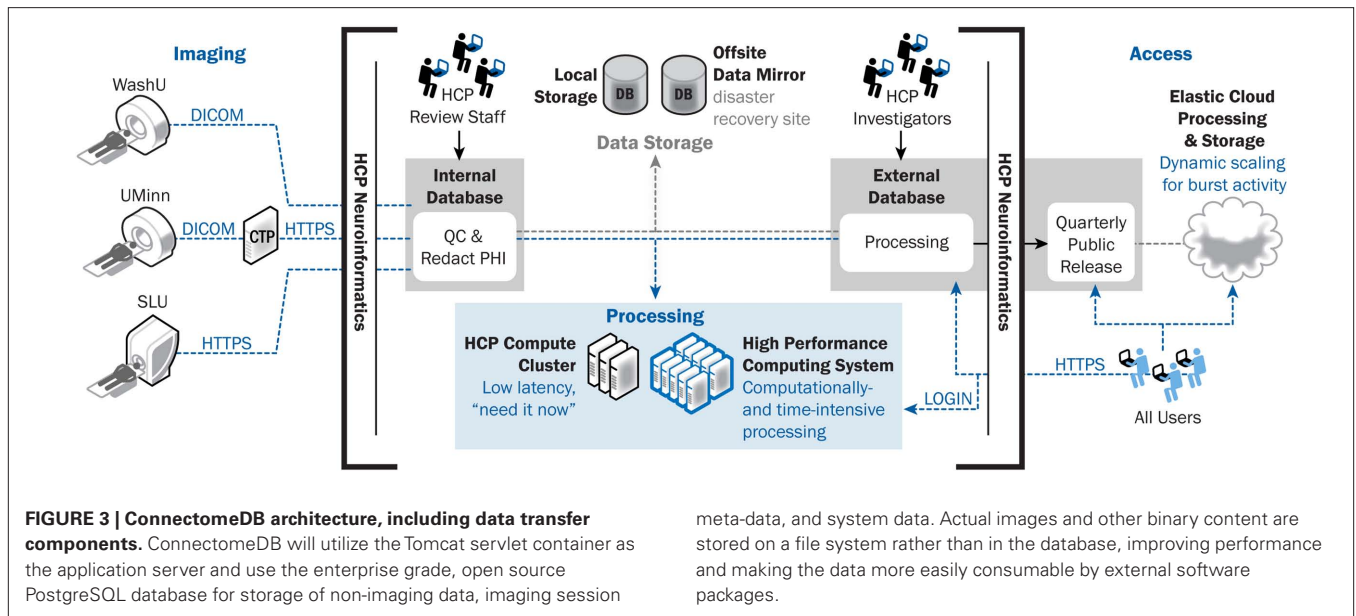 Imaging
WashU
DICOM
UMinn
DICOM
CTP
HTTPS
SLU
HTTPS
HCP Neuroinformatics
HCP
Review Staff
Internal
Database
QC &
Redact PHI
Local
Storage
DB
DB
Offsite
Data Mirror
disaster
recovery site
Data Storage
HCP
Investigators
External
Database
Processing
Processing
HCP Compute
Cluster
Low latency,
"need it now"
High Performance
Computing System
Computationally-
and time-intensive
processing
LOGIN
HCP Neuroinformatics
Access
Quarterly
Public
Release
Elastic Cloud
Processing
& Storage
Dynamic scaling
for burst activity
HTTPS
All Users
FIGURE 3 | ConnectomeDB architecture, including data transfer
components. ConnectomeDB will utilize the Tomcat servlet container as
the application server and use the enterprise grade, open source
PostgreSQL database for storage of non-imaging data, imaging session
meta-data, and system data. Actual images and other binary content are
stored on a file system rather than in the database, improving performance
and making the data more easily consumable by external software
packages.